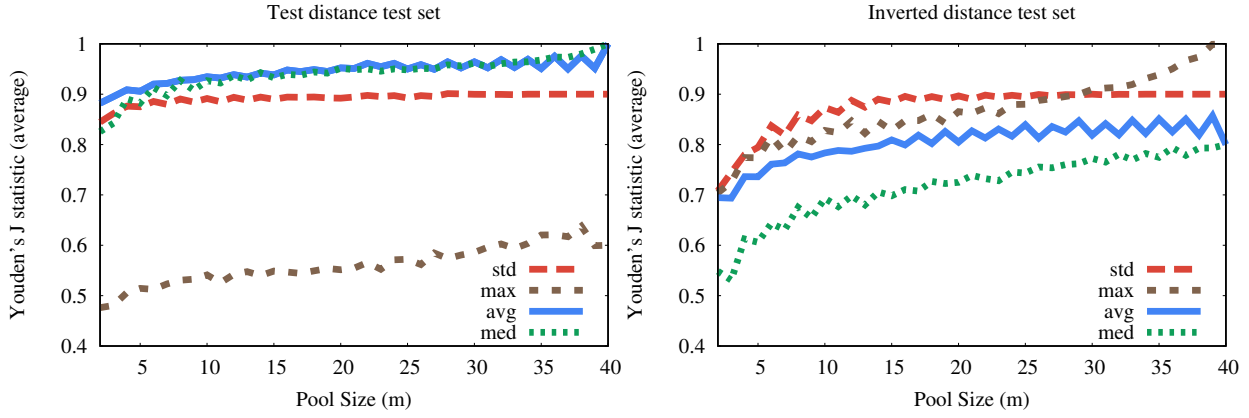 Test distance test set
Youden's J statistic (average)
1
0.9
0.8
0.7
0.6
0.5
0.4
std
max
avg
med
5 10 15 20 25 30 35 40
Pool Size (m)
Inverted distance test set
Youden's J statistic (average)
1
0.9
0.8
0.7
0.6
0.5
0.4
std
max
avg
med
5 10 15 20 25 30 35 40
Pool Size (m)